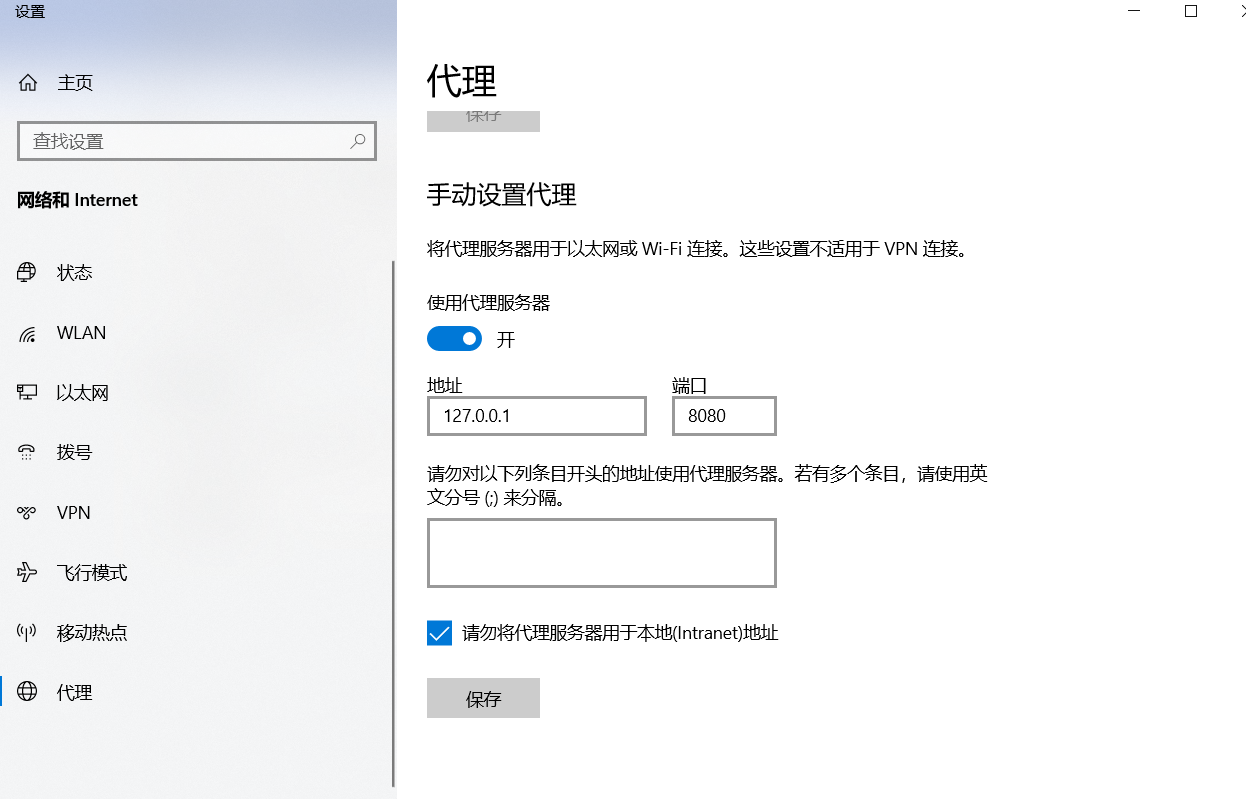 设置
主页
查找设置
网络和 Internet
状态
WLAN
以太网
拨号
VPN
飞行模式
移动热点
代理
代理
保存
手动设置代理
将代理服务器用于以太网或 Wi-Fi 连接。这些设置不适用于 VPN 连接。
使用代理服务器
开
地址 端口
127.0.0.1 8080
请勿对以下列条目开头的地址使用代理服务器。若有多个条目，请使用英
文分号 (;) 来分隔。
请勿将代理服务器用于本地(Intranet)地址
保存